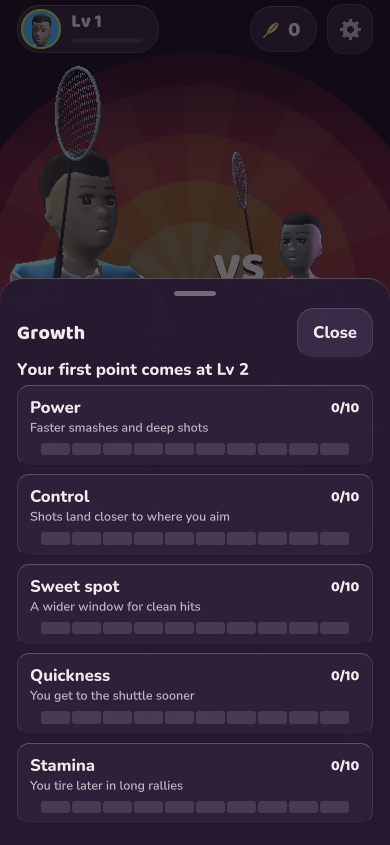 Lv 1
0
VS
Growth
Close
Your first point comes at Lv 2
Power
0/10
Faster smashes and deep shots
Control
0/10
Shots land closer to where you aim
Sweet spot
0/10
A wider window for clean hits
Quickness
0/10
You get to the shuttle sooner
Stamina
0/10
You tire later in long rallies